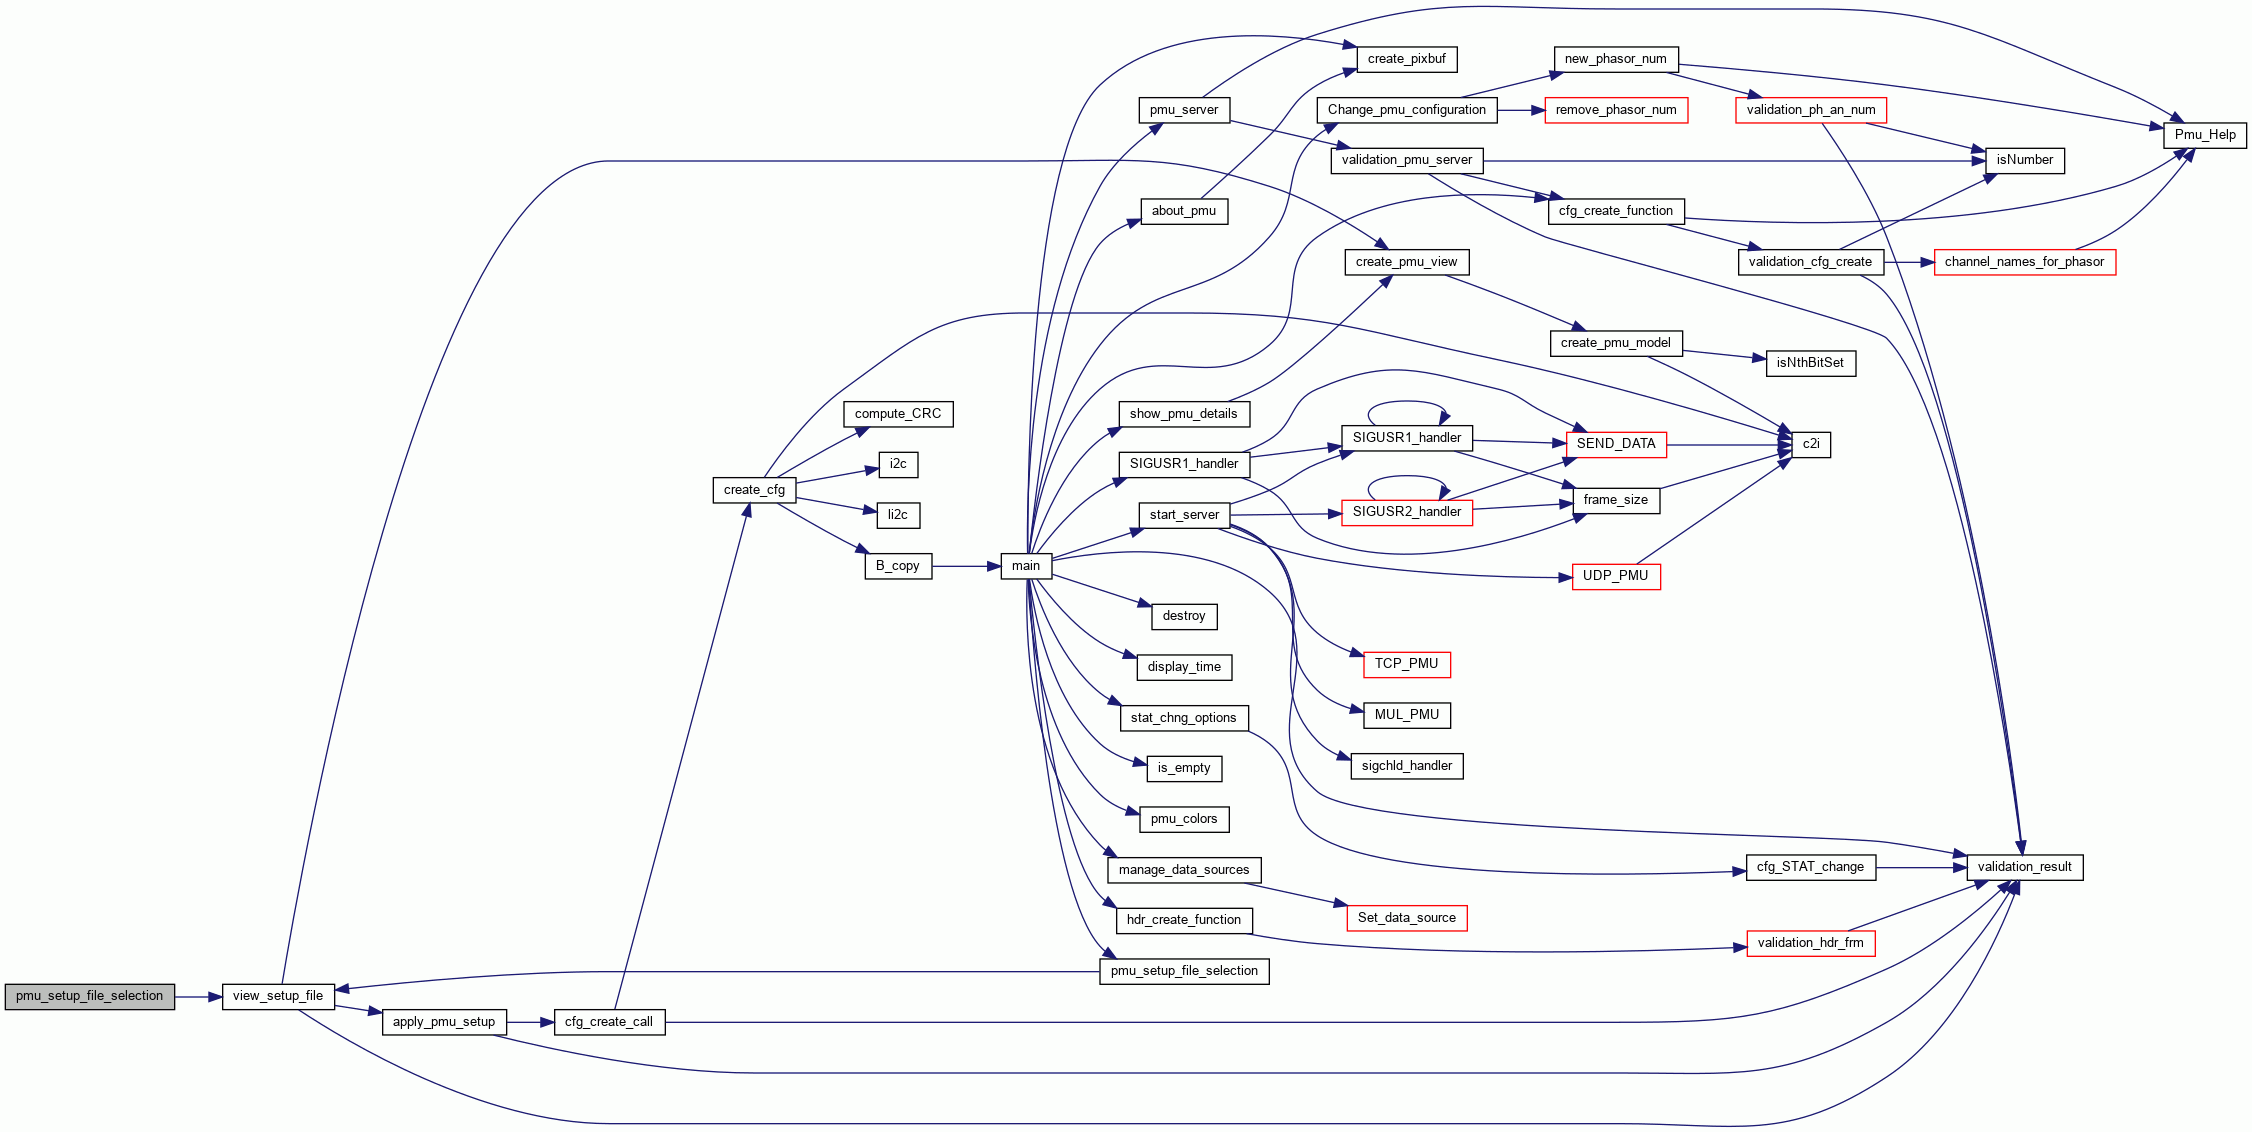 create_pixbuf
new_phasor_num
pmu_server
Change_pmu_configuration
remove_phasor_num
validation_ph_an_num
Pmu_Help
validation_pmu_server
isNumber
about_pmu
cfg_create_function
create_pmu_view
validation_cfg_create
channel_names_for_phasor
create_pmu_model
isNthBitSet
compute_CRC
show_pmu_details
SIGUSR1_handler
SEND_DATA
c2i
i2c
SIGUSR1_handler
create_cfg
frame_size
li2c
start_server
SIGUSR2_handler
B_copy
main
UDP_PMU
destroy
display_time
TCP_PMU
stat_chng_options
MUL_PMU
is_empty
sigchld_handler
pmu_colors
manage_data_sources
cfg_STAT_change
validation_result
hdr_create_function
Set_data_source
validation_hdr_frm
pmu_setup_file_selection
pmu_setup_file_selection
view_setup_file
apply_pmu_setup
cfg_create_call